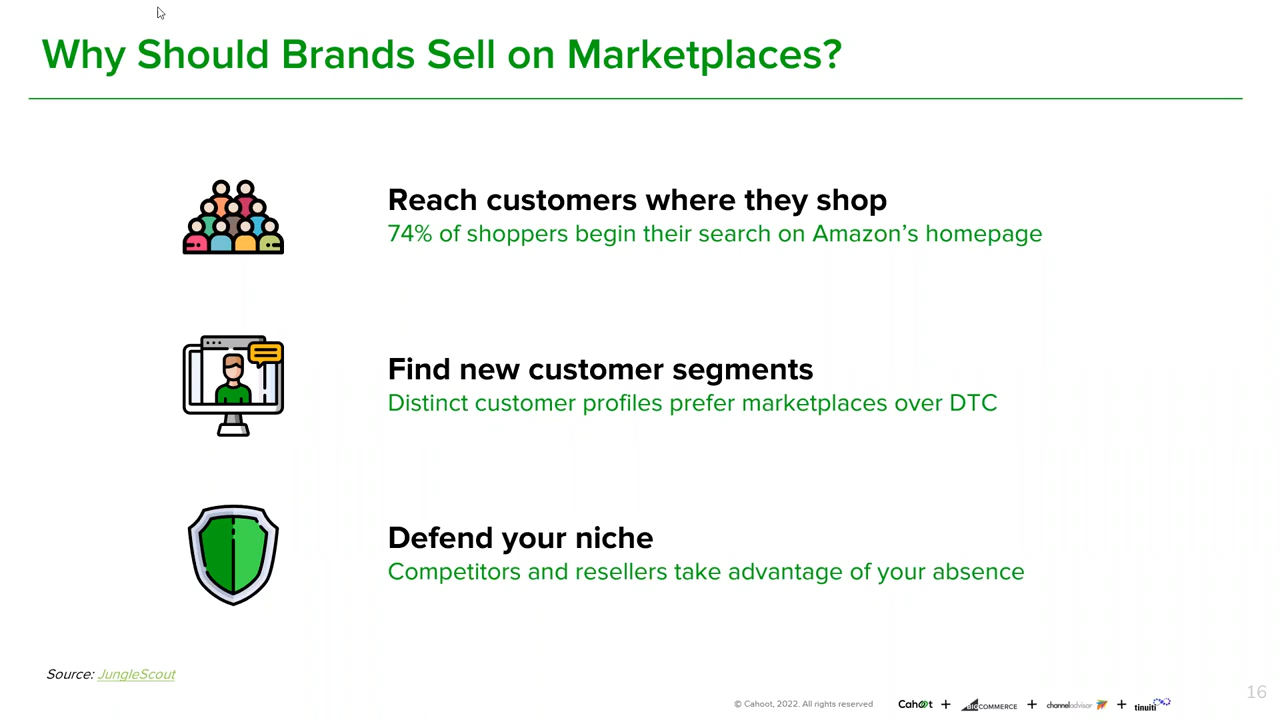 Why Should Brands Sell on Marketplaces?
Reach customers where they shop
74% of shoppers begin their search on Amazon’s homepage
Find new customer segments
Distinct customer profiles prefer marketplaces over DTC
Defend your niche
Competitors and resellers take advantage of your absence
Source: JungleScout
16
© Cahoot, 2022. All rights reserved
Cahoot + BIGCOMMERCE + channeladvisor + tinuiti